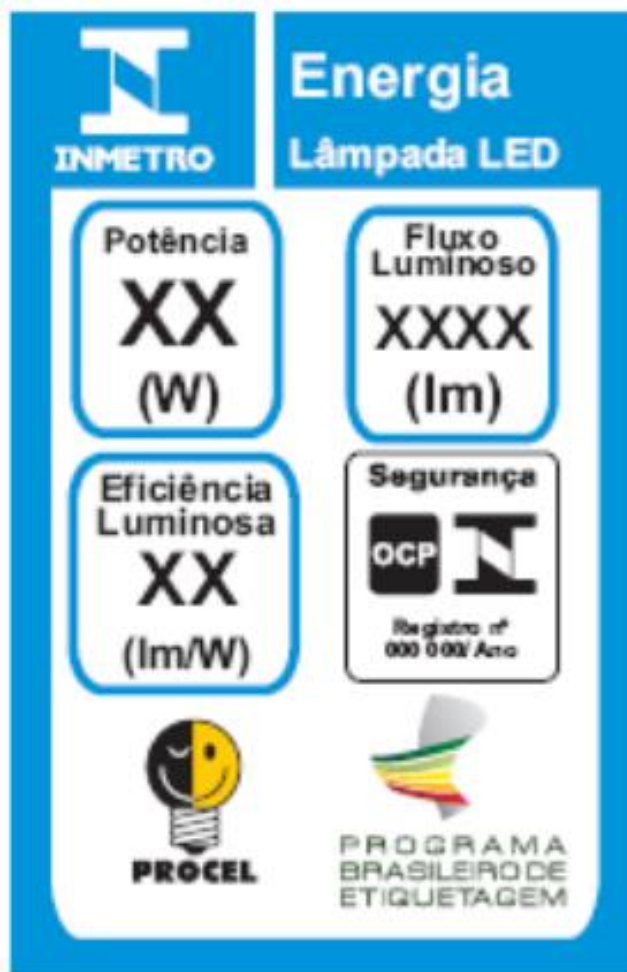 INMETRO
Energia
Lâmpada LED
Potência
XX
(W)
Fluxo
Luminoso
XXXX
(lm)
Eficiência
Luminosa
XX
(lm/W)
Segurança
OCP
Registro nº
000 000/ Ano
PROCEL
PROGRAMA
BRASILEIRO DE
ETIQUETAGEM